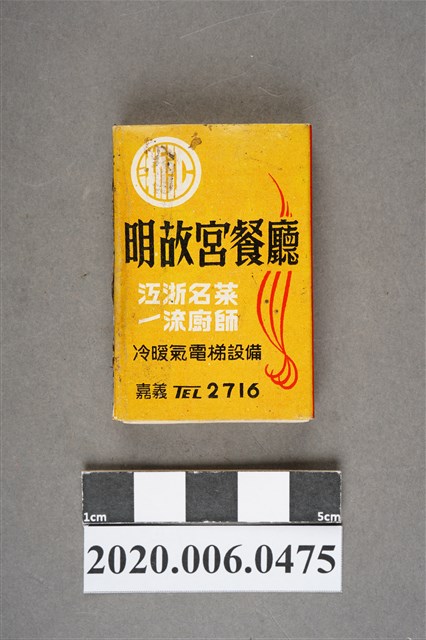 明故宮餐廳
江浙名菜
一流廚師
冷暖氣電梯設備
嘉義 TEL 2716
1cm 5cm
2020.006.0475